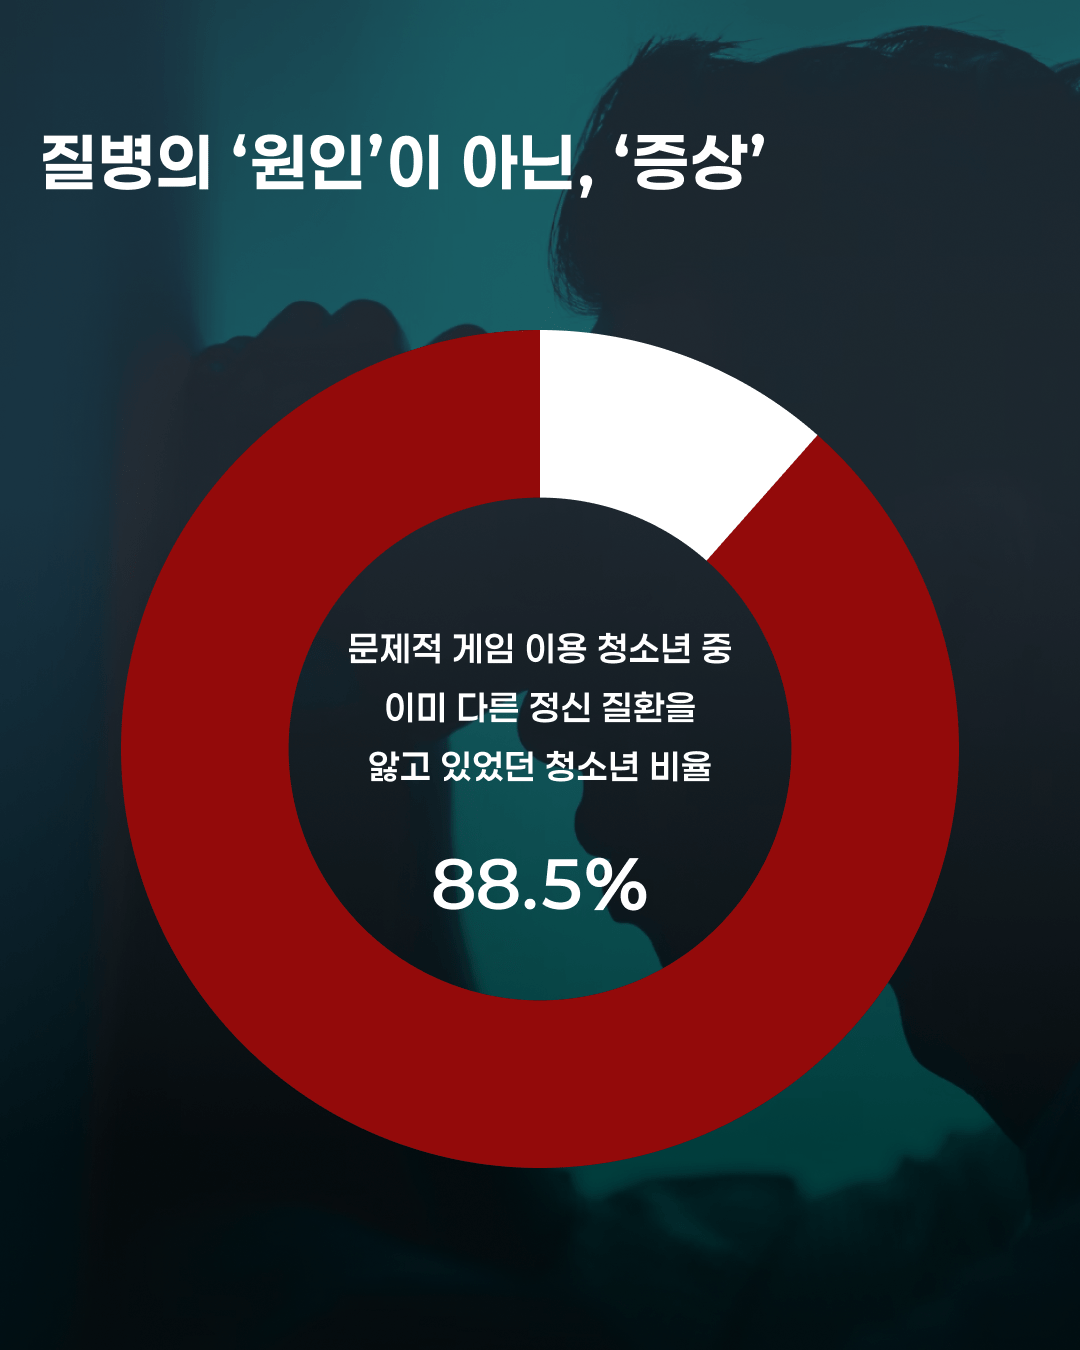 질병의 ‘원인’이 아닌, ‘증상’
문제적 게임 이용 청소년 중
이미 다른 정신 질환을
앓고 있었던 청소년 비율
88.5%